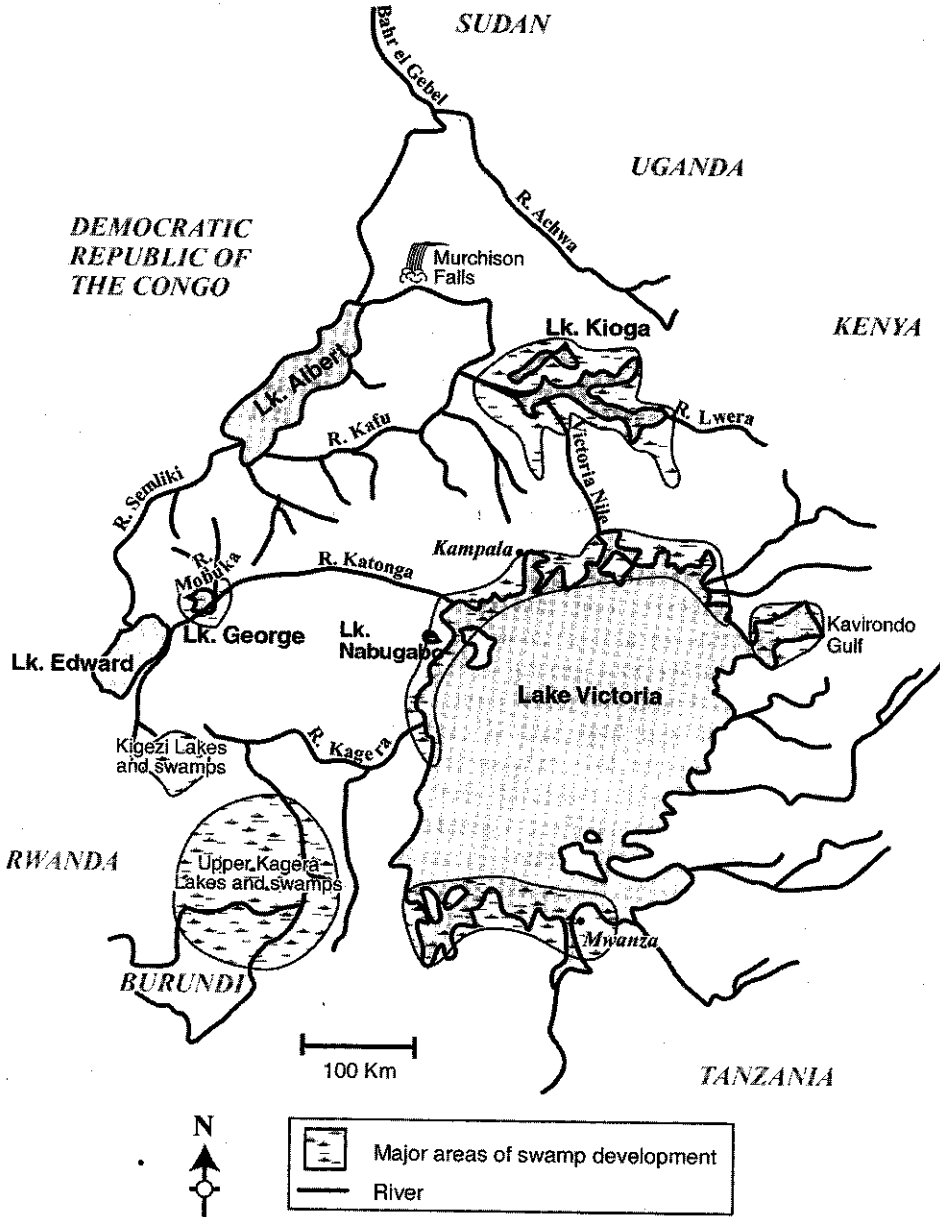 SUDAN
Bahr el Gebel
UGANDA
R. Achwa
DEMOCRATIC
REPUBLIC OF
THE CONGO
Murchison
Falls
KENYA
Lk. Kioga
Lk. Albert
R. Lwera
R. Kafu
Victoria Nile
R. Semliki
Kampala
R.
Mobuka
R. Katonga
Lk. George
Lk.
Nabugabo
Kavirondo
Gulf
Lk. Edward
Lake Victoria
R. Kagera
Kigezi Lakes
and swamps
RWANDA
Upper Kagera
Lakes and swamps
Mwanza
BURUNDI
100 Km
TANZANIA
N
Major areas of swamp development
River